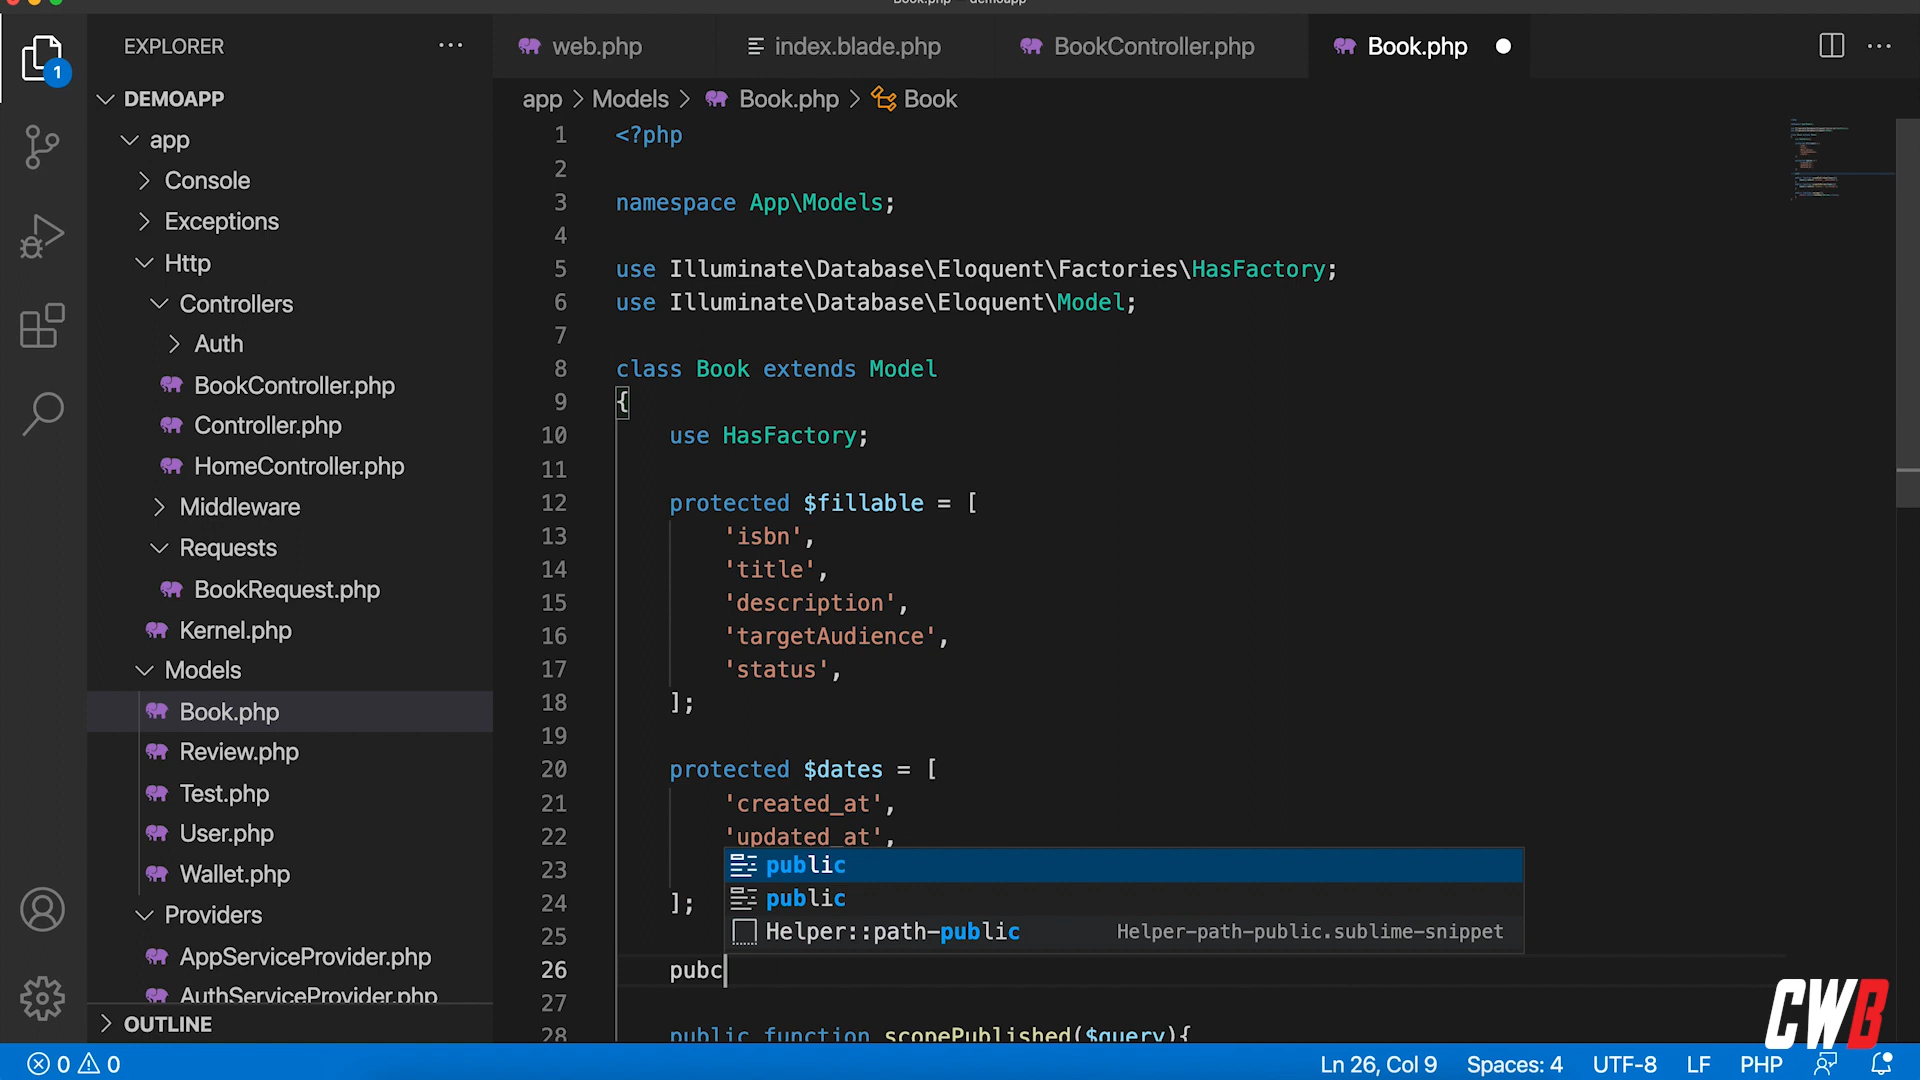 Book.php — demoapp
EXPLORER
web.php
index.blade.php
BookController.php
Book.php
1
DEMOAPP
app
Console
Exceptions
Http
Controllers
Auth
BookController.php
Controller.php
HomeController.php
Middleware
Requests
BookRequest.php
Kernel.php
Models
Book.php
Review.php
Test.php
User.php
Wallet.php
Providers
AppServiceProvider.php
AuthServiceProvider.php
OUTLINE
app > Models > Book.php > Book
1 <?php
2
3 namespace App\Models;
4
5 use Illuminate\Database\Eloquent\Factories\HasFactory;
6 use Illuminate\Database\Eloquent\Model;
7
8 class Book extends Model
9 {
10 use HasFactory;
11
12 protected $fillable = [
13 'isbn',
14 'title',
15 'description',
16 'targetAudience',
17 'status',
18 ];
19
20 protected $dates = [
21 'created_at',
22 'updated_at',
23
24 ];
25
26 pubc
27
28 public function scopePublished($query){
public
public
Helper::path-public Helper-path-public.sublime-snippet
CWB
0 0
Ln 26, Col 9 Spaces: 4 UTF-8 LF PHP